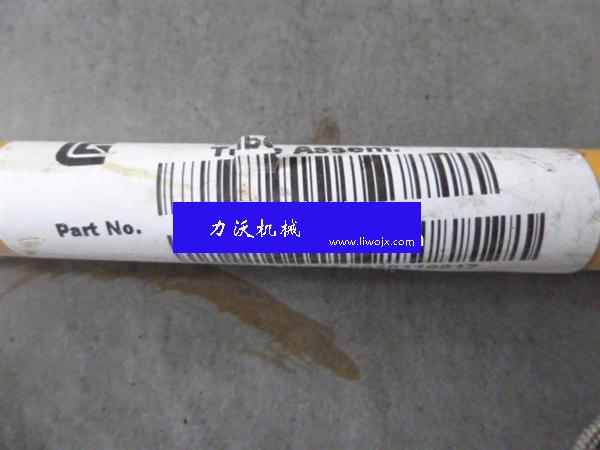 Tube Assem.
Part No.
力沃机械
www.liwojx.com